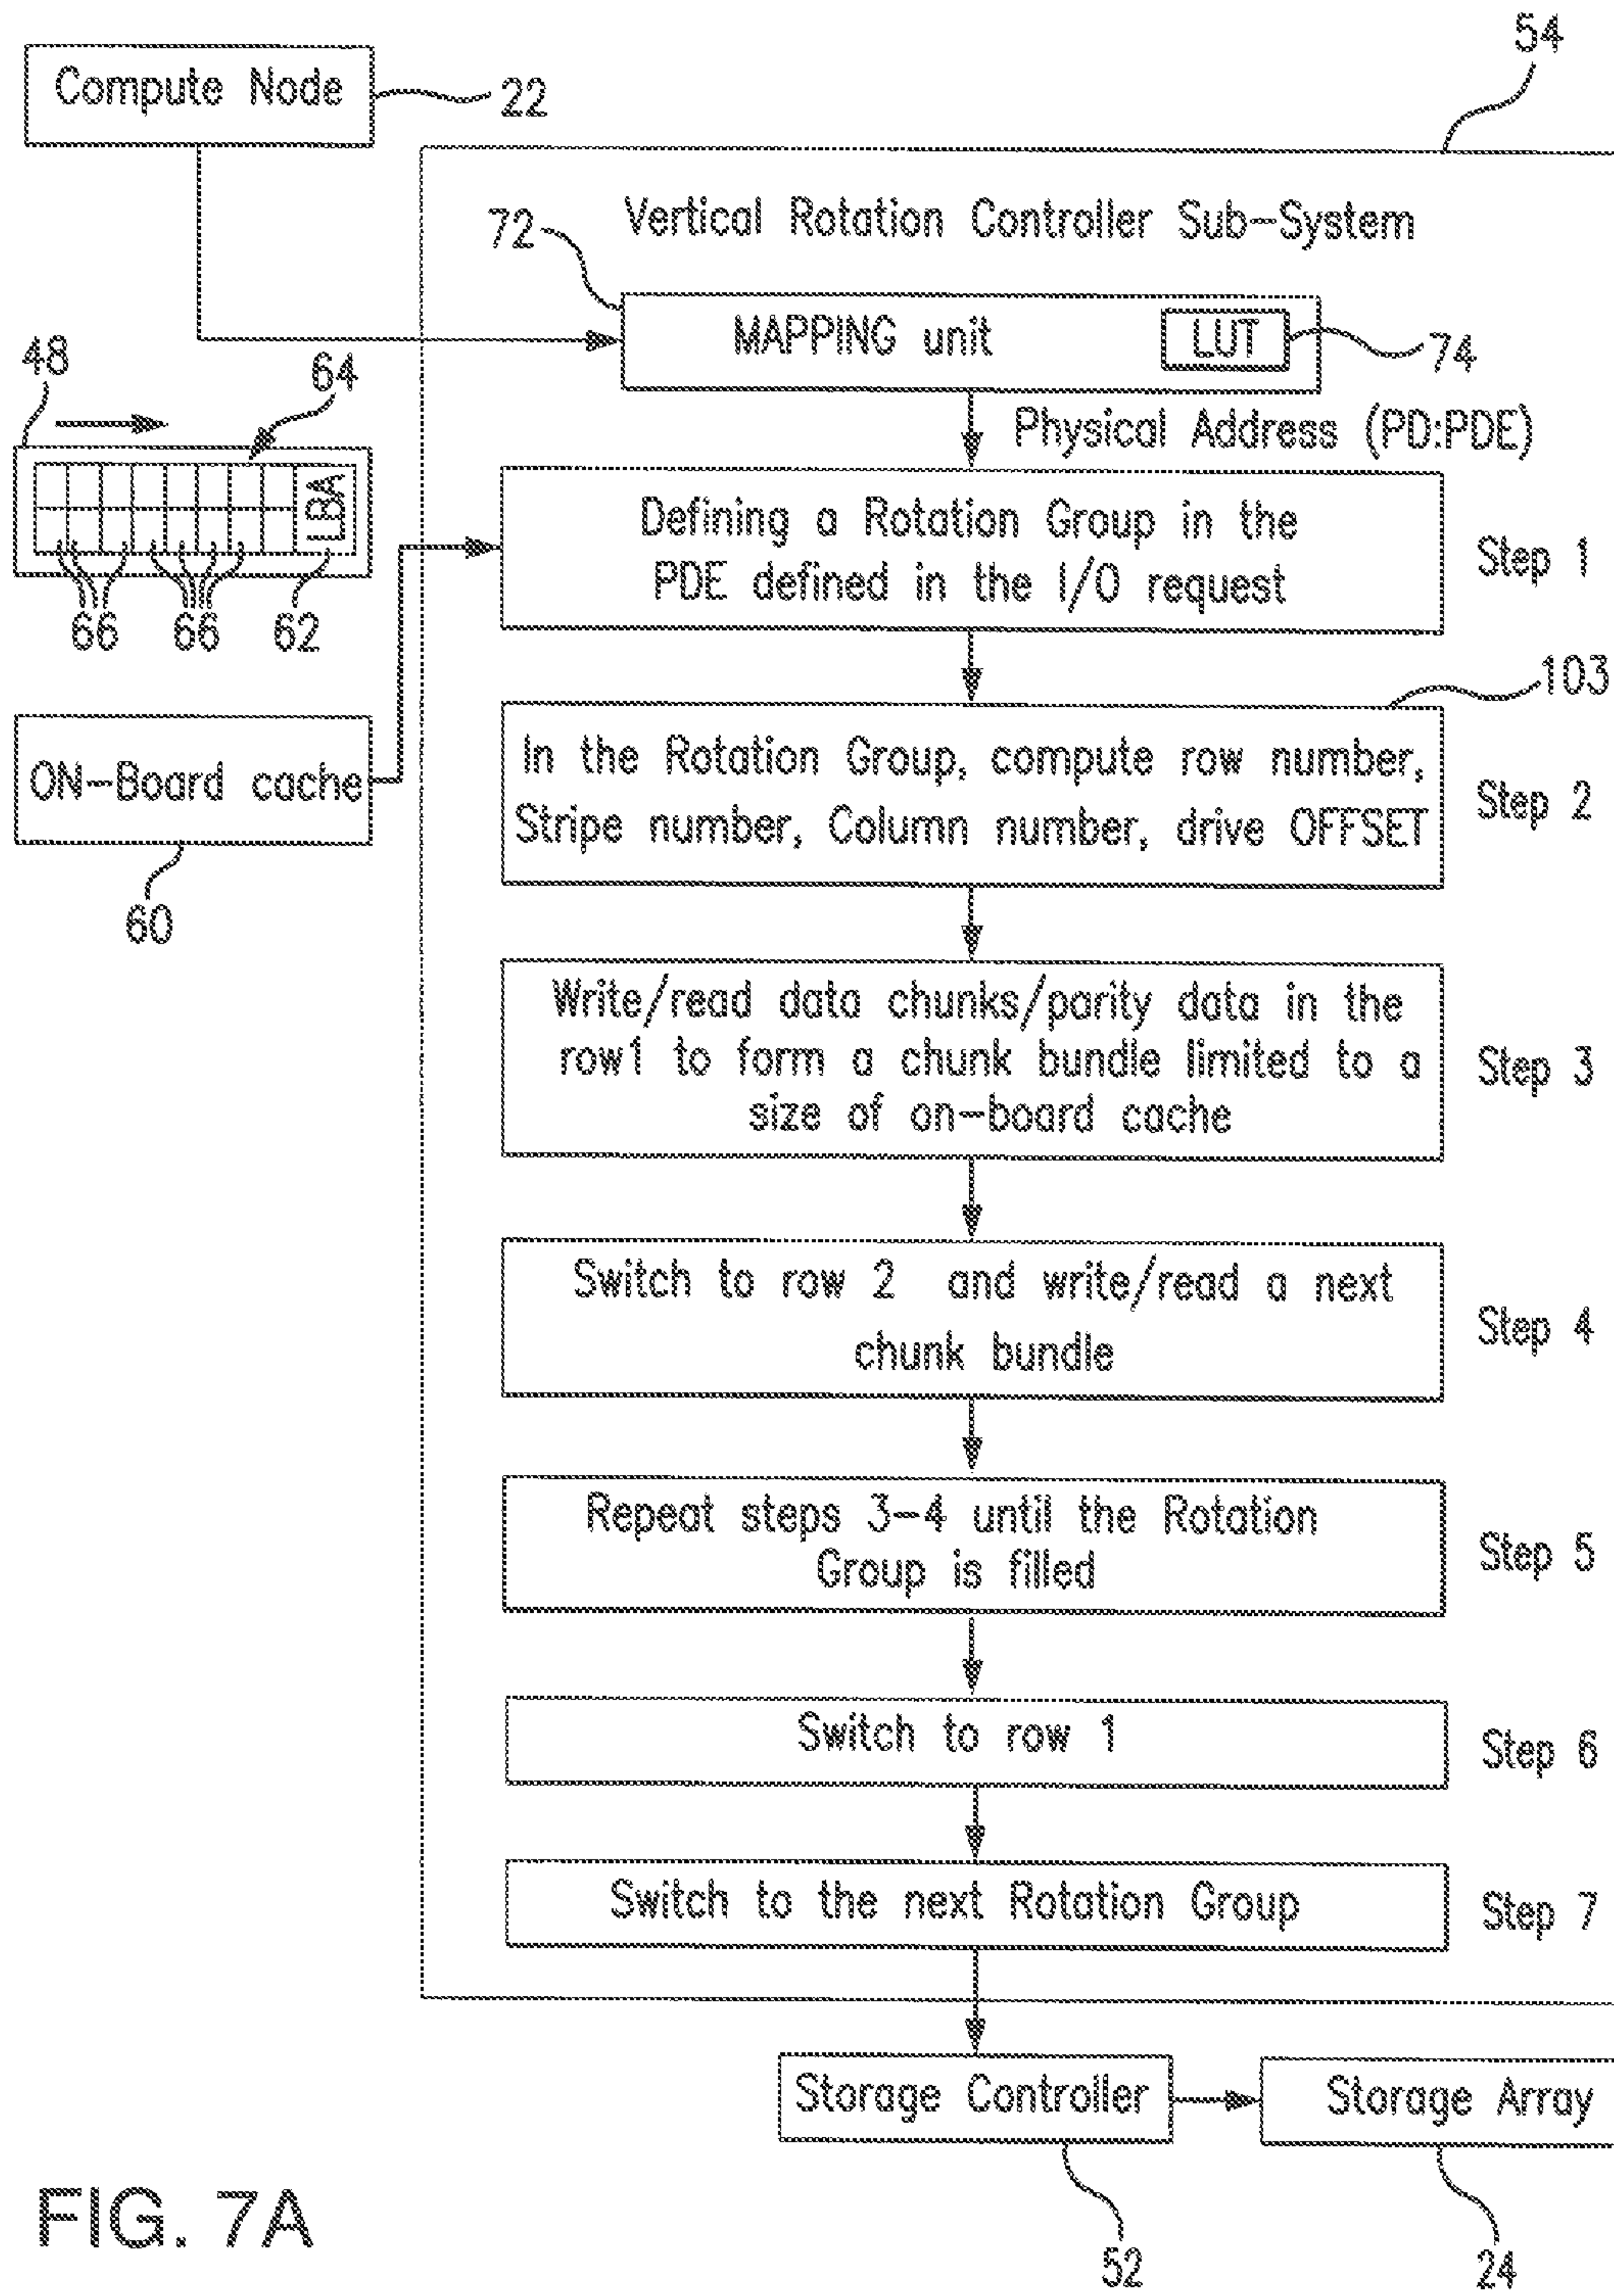 54
Compute Node
22
Vertical Rotation Controller Sub-System
72
MAPPING unit
LUT
74
48
64
Physical Address (PD:PDE)
LBA
66
66
62
Defining a Rotation Group in the
PDE defined in the I/O request
Step 1
103
In the Rotation Group, compute row number,
Stripe number, Column number, drive OFFSET
Step 2
ON-Board cache
60
Write/read data chunks/parity data in the
row1 to form a chunk bundle limited to a
size of on-board cache
Step 3
Switch to row 2 and write/read a next
chunk bundle
Step 4
Repeat steps 3-4 until the Rotation
Group is filled
Step 5
Switch to row 1
Step 6
Switch to the next Rotation Group
Step 7
Storage Controller
Storage Array
52
24
FIG. 7A